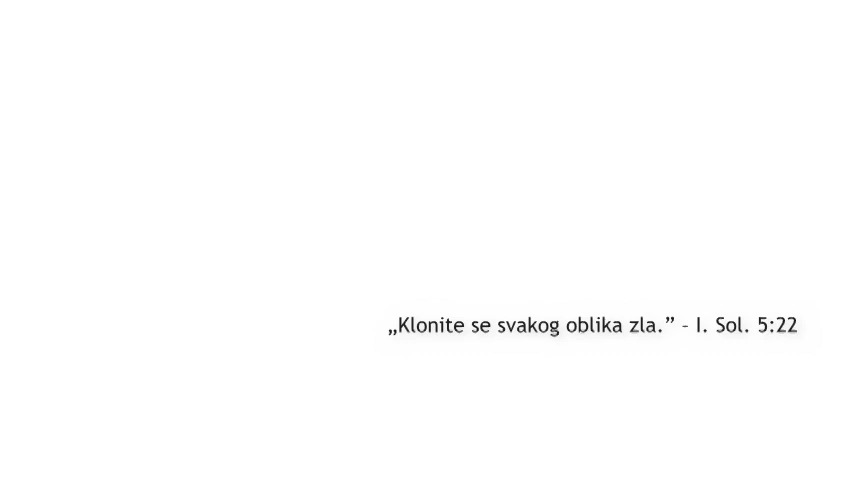 „Klonite se svakog oblika zla.” – I. Sol. 5:22